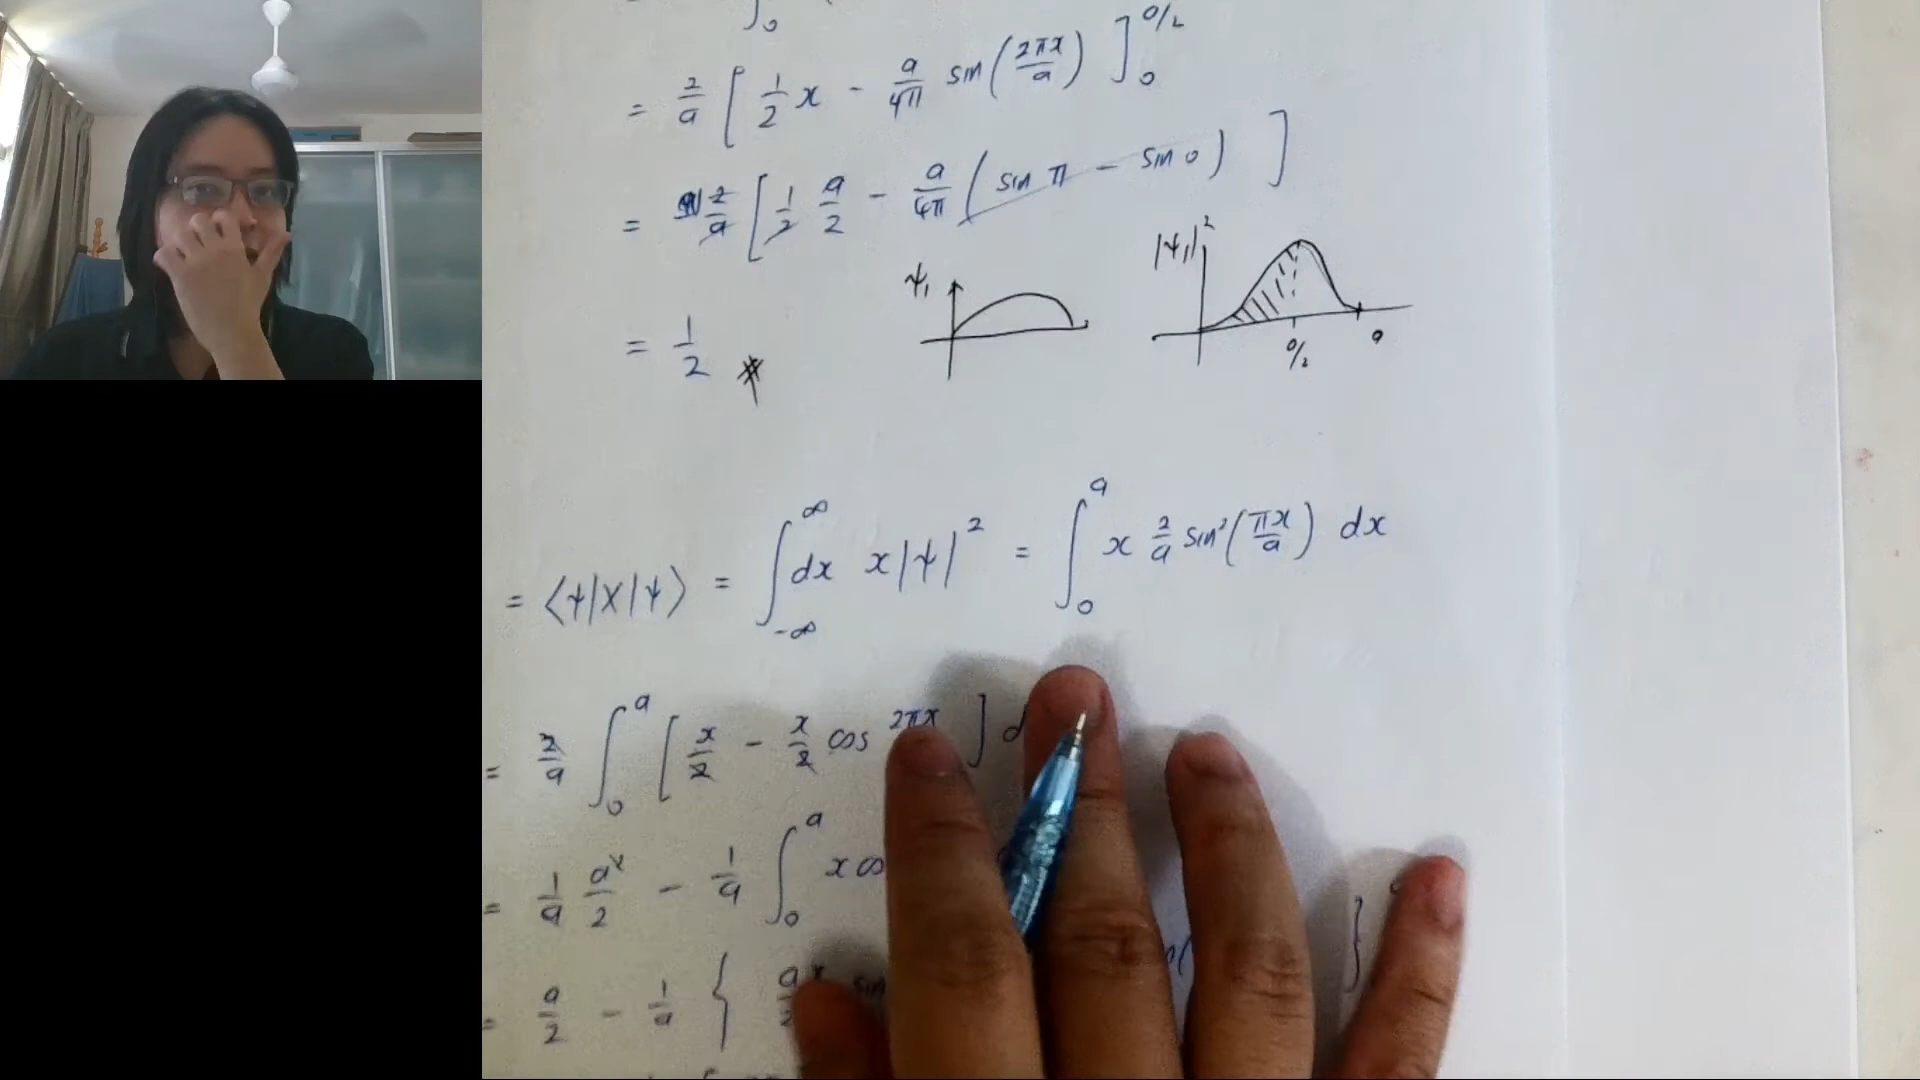 = 2/a [ 1/2 x - a/4π sin(2πx/a) ]_0^{a/2}
= 2/a [ 1/2 a/2 - a/4π (sin π - sin 0) ]
ψ₁
|ψ₁|²
a/2
a
= 1/2 #
= ⟨ψ|X|ψ⟩ = ∫_{-∞}^{∞} dx x|ψ|² = ∫_0^a x 2/a sin²(πx/a) dx
= 2/a ∫_0^a [ x/2 - x/2 cos 2πx ] d
= 1/a a²/2 - 1/a ∫_0^a x cos
= a/2 - 1/a { sin }